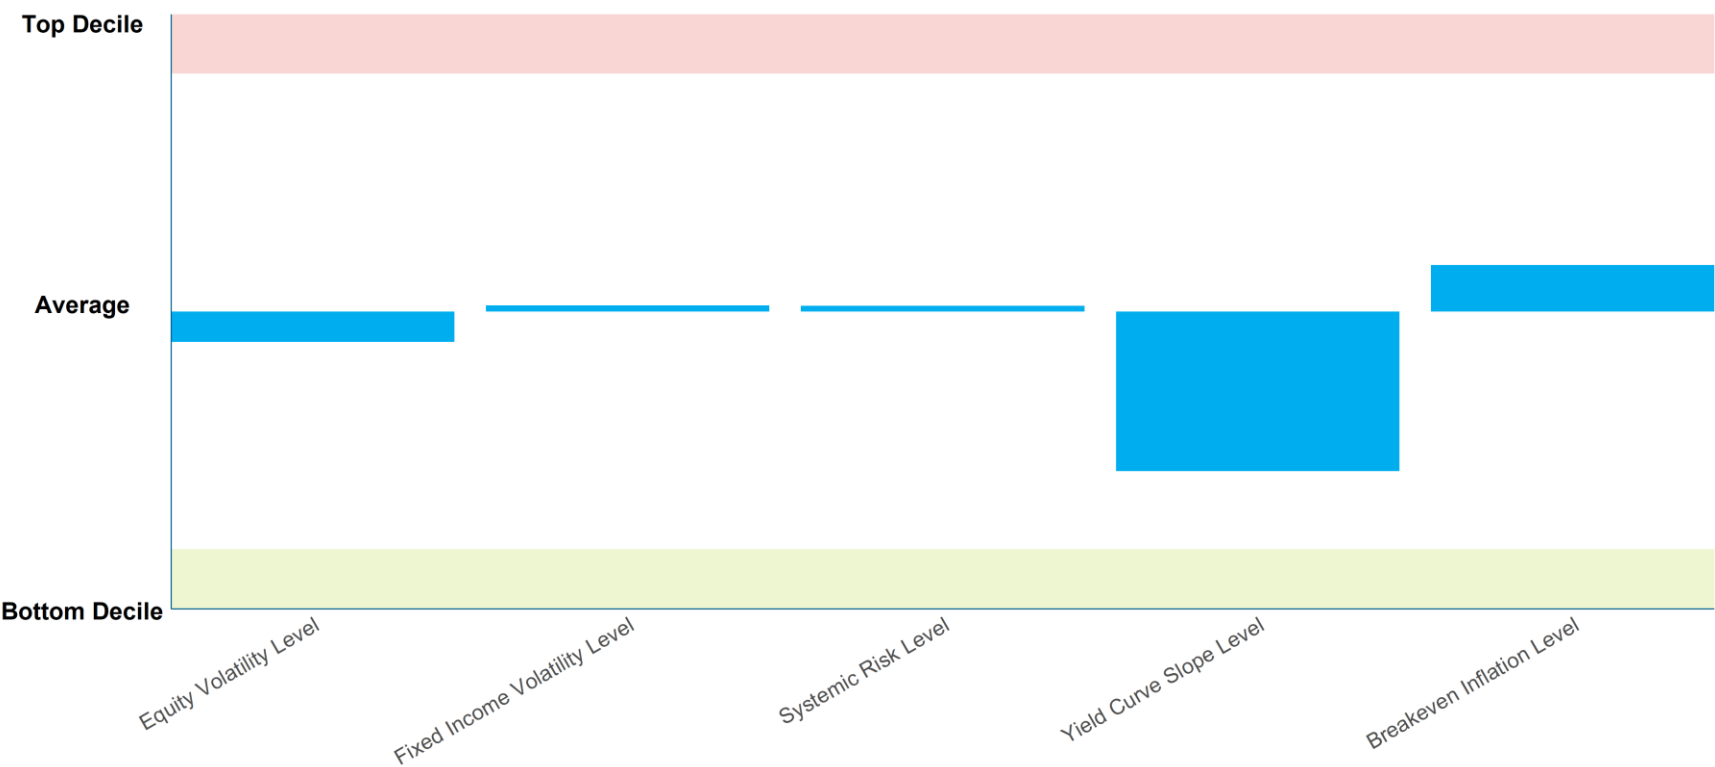 Top Decile
Average
Bottom Decile
Equity Volatility Level
Fixed Income Volatility Level
Systemic Risk Level
Yield Curve Slope Level
Breakeven Inflation Level